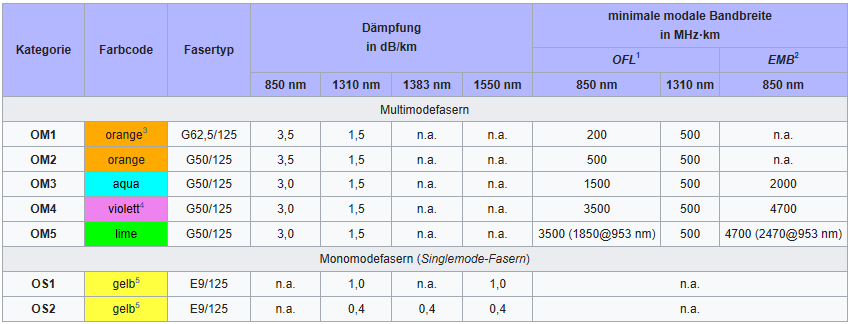 Kategorie Farbcode Fasertyp Dämpfung in dB/km minimale modale Bandbreite in MHz·km
OFL¹ EMB²
850 nm 1310 nm 1383 nm 1550 nm 850 nm 1310 nm 850 nm
Multimodefasern
OM1 orange³ G62,5/125 3,5 1,5 n.a. n.a. 200 500 n.a.
OM2 orange G50/125 3,5 1,5 n.a. n.a. 500 500 n.a.
OM3 aqua G50/125 3,0 1,5 n.a. n.a. 1500 500 2000
OM4 violett⁴ G50/125 3,0 1,5 n.a. n.a. 3500 500 4700
OM5 lime G50/125 3,0 1,5 n.a. n.a. 3500 (1850@953 nm) 500 4700 (2470@953 nm)
Monomodefasern (Singlemode-Fasern)
OS1 gelb⁵ E9/125 n.a. 1,0 n.a. 1,0 n.a.
OS2 gelb⁵ E9/125 n.a. 0,4 0,4 0,4 n.a.